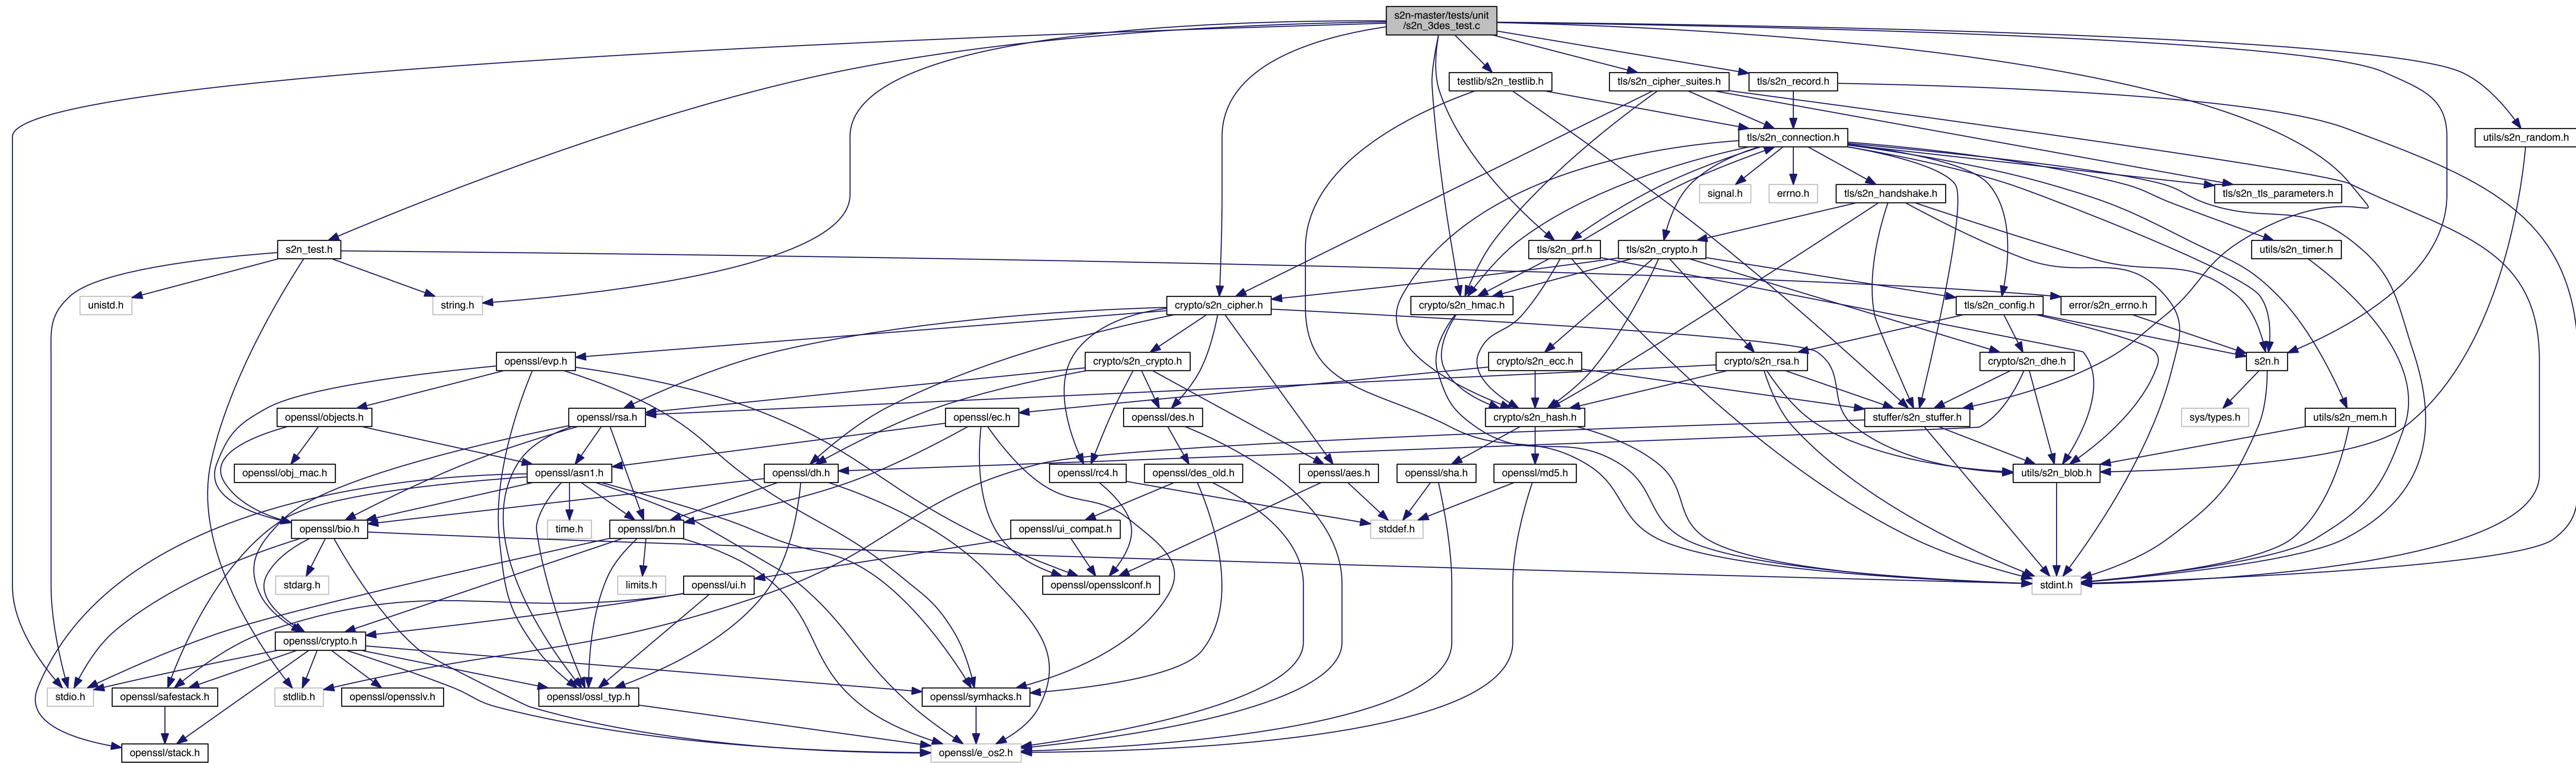 s2n-master/tests/unit
/s2n_3des_test.c
testlib/s2n_testlib.h
tls/s2n_cipher_suites.h
tls/s2n_record.h
tls/s2n_connection.h
utils/s2n_random.h
signal.h
errno.h
tls/s2n_handshake.h
tls/s2n_tls_parameters.h
s2n_test.h
tls/s2n_prf.h
tls/s2n_crypto.h
utils/s2n_timer.h
unistd.h
string.h
crypto/s2n_cipher.h
crypto/s2n_hmac.h
tls/s2n_config.h
error/s2n_errno.h
openssl/evp.h
crypto/s2n_crypto.h
crypto/s2n_ecc.h
crypto/s2n_rsa.h
crypto/s2n_dhe.h
s2n.h
openssl/objects.h
openssl/rsa.h
openssl/ec.h
openssl/des.h
crypto/s2n_hash.h
stuffer/s2n_stuffer.h
sys/types.h
utils/s2n_mem.h
openssl/obj_mac.h
openssl/asn1.h
openssl/dh.h
openssl/rc4.h
openssl/des_old.h
openssl/aes.h
openssl/sha.h
openssl/md5.h
utils/s2n_blob.h
openssl/bio.h
time.h
openssl/bn.h
openssl/ui_compat.h
stddef.h
stdarg.h
limits.h
openssl/ui.h
openssl/opensslconf.h
stdint.h
openssl/crypto.h
stdio.h
openssl/safestack.h
stdlib.h
openssl/opensslv.h
openssl/ossl_typ.h
openssl/symhacks.h
openssl/stack.h
openssl/e_os2.h